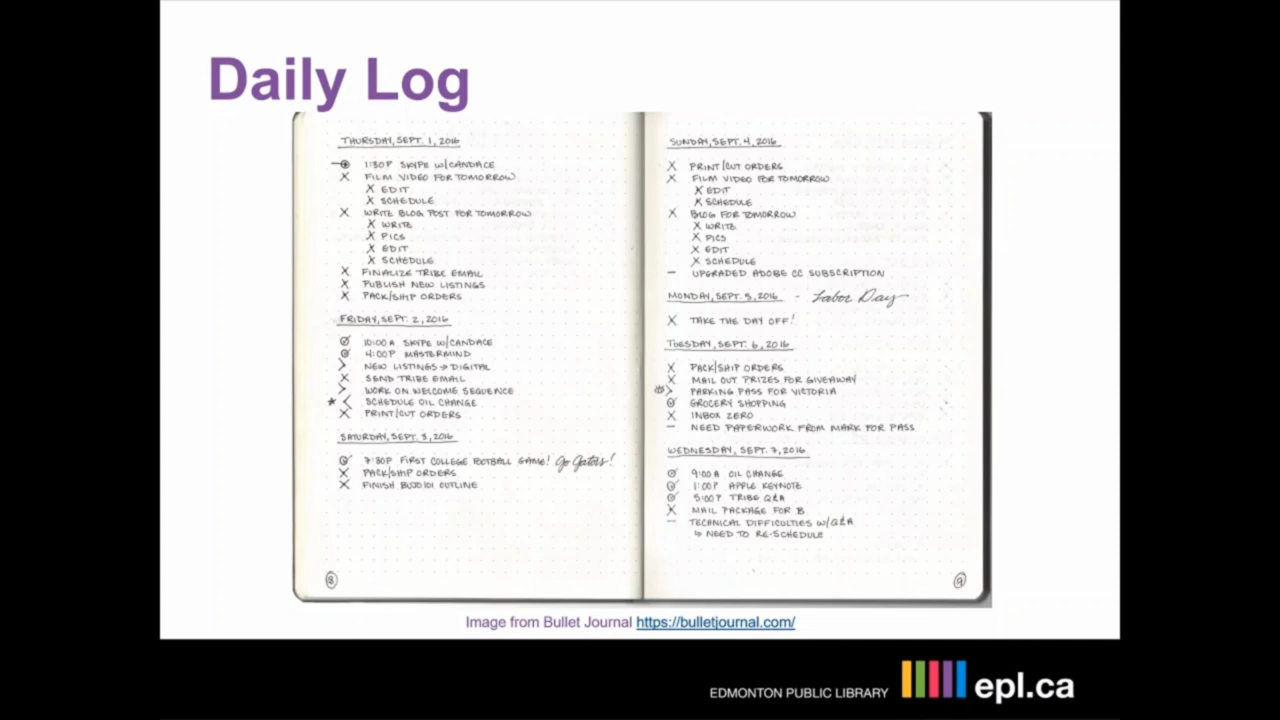 Daily Log
THURSDAY, SEPT. 1, 2016
1:30P SKYPE W/CANDACE
X FILM VIDEO FOR TOMORROW
X EDIT
X SCHEDULE
X WRITE BLOG POST FOR TOMORROW
X WRITE
X PICS
X EDIT
X SCHEDULE
X FINALIZE TRIBE EMAIL
X PUBLISH NEW LISTINGS
X PACK/SHIP ORDERS
FRIDAY, SEPT. 2, 2016
10:00A SKYPE W/CANDACE
4:00P MASTERMIND
> NEW LISTINGS → DIGITAL
X SEND TRIBE EMAIL
> WORK ON WELCOME SEQUENCE
* < SCHEDULE OIL CHANGE
X PRINT/CUT ORDERS
SATURDAY, SEPT. 3, 2016
7:30P FIRST COLLEGE FOOTBALL GAME! Go Gators!
X PACK/SHIP ORDERS
X FINISH OUTLINE
8
SUNDAY, SEPT. 4, 2016
X PRINT/CUT ORDERS
X FILM VIDEO FOR TOMORROW
X EDIT
X SCHEDULE
X BLOG FOR TOMORROW
X WRITE
X PICS
X EDIT
X SCHEDULE
– UPGRADED ADOBE CC SUBSCRIPTION
MONDAY, SEPT. 5, 2016 - Labor Day
X TAKE THE DAY OFF!
TUESDAY, SEPT. 6, 2016
X PACK/SHIP ORDERS
X MAIL OUT PRIZES FOR GIVEAWAY
> PARKING PASS FOR VICTORIA
GROCERY SHOPPING
X INBOX ZERO
– NEED PAPERWORK FROM MARK FOR PASS
WEDNESDAY, SEPT. 7, 2016
9:00A OIL CHANGE
1:00P APPLE KEYNOTE
5:00P TRIBE Q&A
X MAIL PACKAGE FOR B
– TECHNICAL DIFFICULTIES W/Q&A
↳ NEED TO RE-SCHEDULE
9
Image from Bullet Journal https://bulletjournal.com/
EDMONTON PUBLIC LIBRARY epl.ca